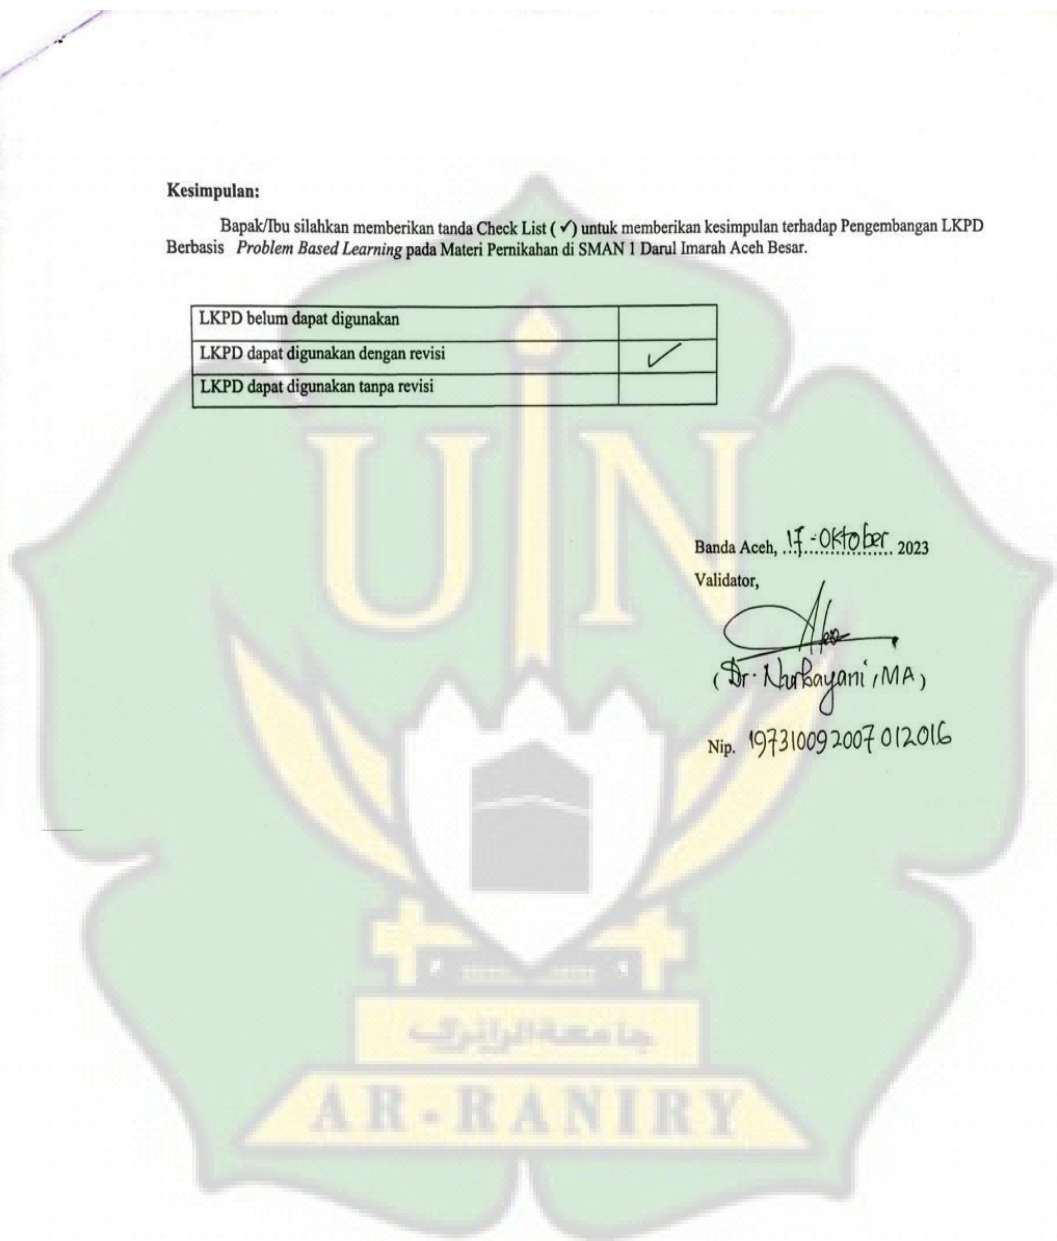 Kesimpulan:
Bapak/Ibu silahkan memberikan tanda Check List ( ✓) untuk memberikan kesimpulan terhadap Pengembangan LKPD
Berbasis Problem Based Learning pada Materi Pernikahan di SMAN 1 Darul Imarah Aceh Besar.
LKPD belum dapat digunakan
LKPD dapat digunakan dengan revisi ✓
LKPD dapat digunakan tanpa revisi
UIN
Banda Aceh, 17-Oktober 2023
Validator,
(Dr. Nurbayani, MA)
Nip. 197310092007012016
جامعة الرانري
AR-RANIRY